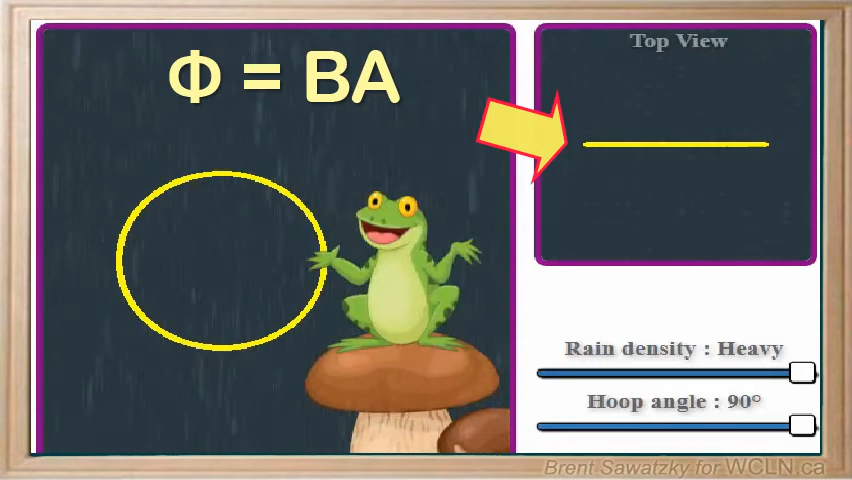 Φ = BA
Top View
Rain density : Heavy
Hoop angle : 90°
Brent Sawatzky for WCLN.ca